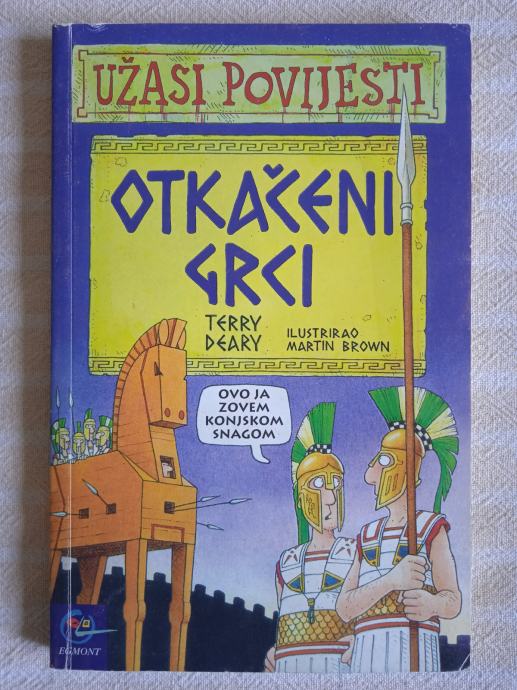 UŽASI POVIJESTI
OTKAČENI
GRCI
TERRY
DEARY
ILUSTRIRAO
MARTIN BROWN
OVO JA
ZOVEM
KONJSKOM
SNAGOM
EGMONT